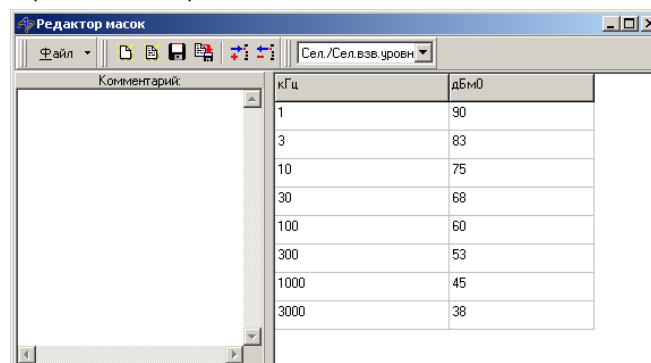 Редактор масок
Файл
Сел./Сел.взв.уровн
Комментарий:
кГц дБм0
1 90
3 83
10 75
30 68
100 60
300 53
1000 45
3000 38